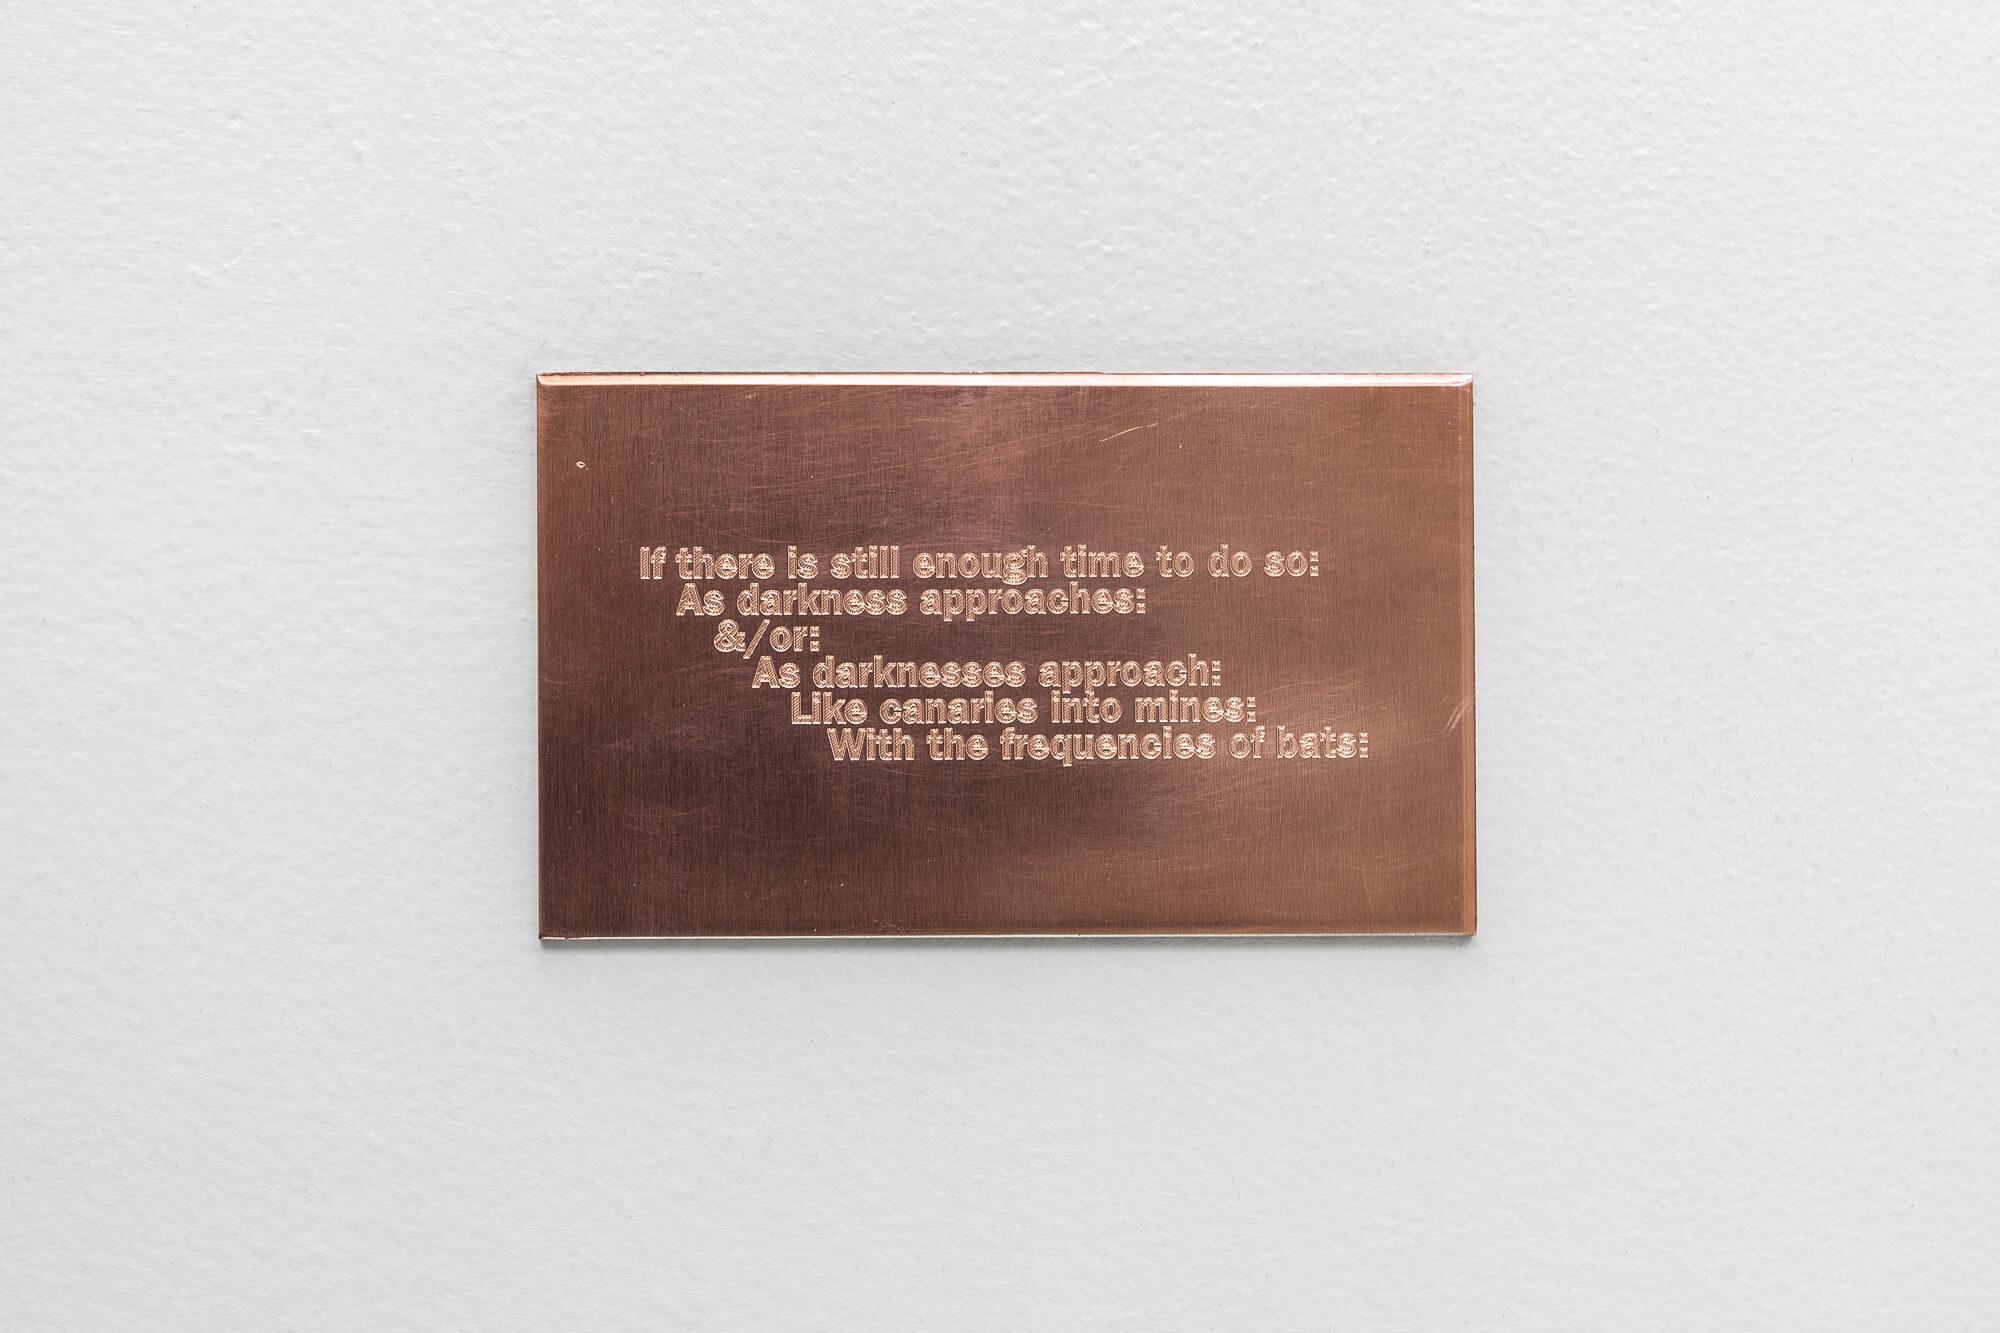 If there is still enough time to do so:
As darkness approaches:
&/or:
As darknesses approach:
Like canaries into mines:
With the frequencies of bats: